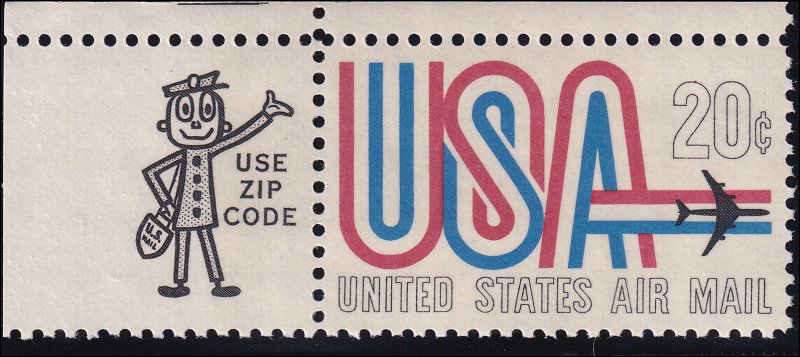 USE
ZIP
CODE
U.S.
MAIL
USA
20¢
UNITED STATES AIR MAIL